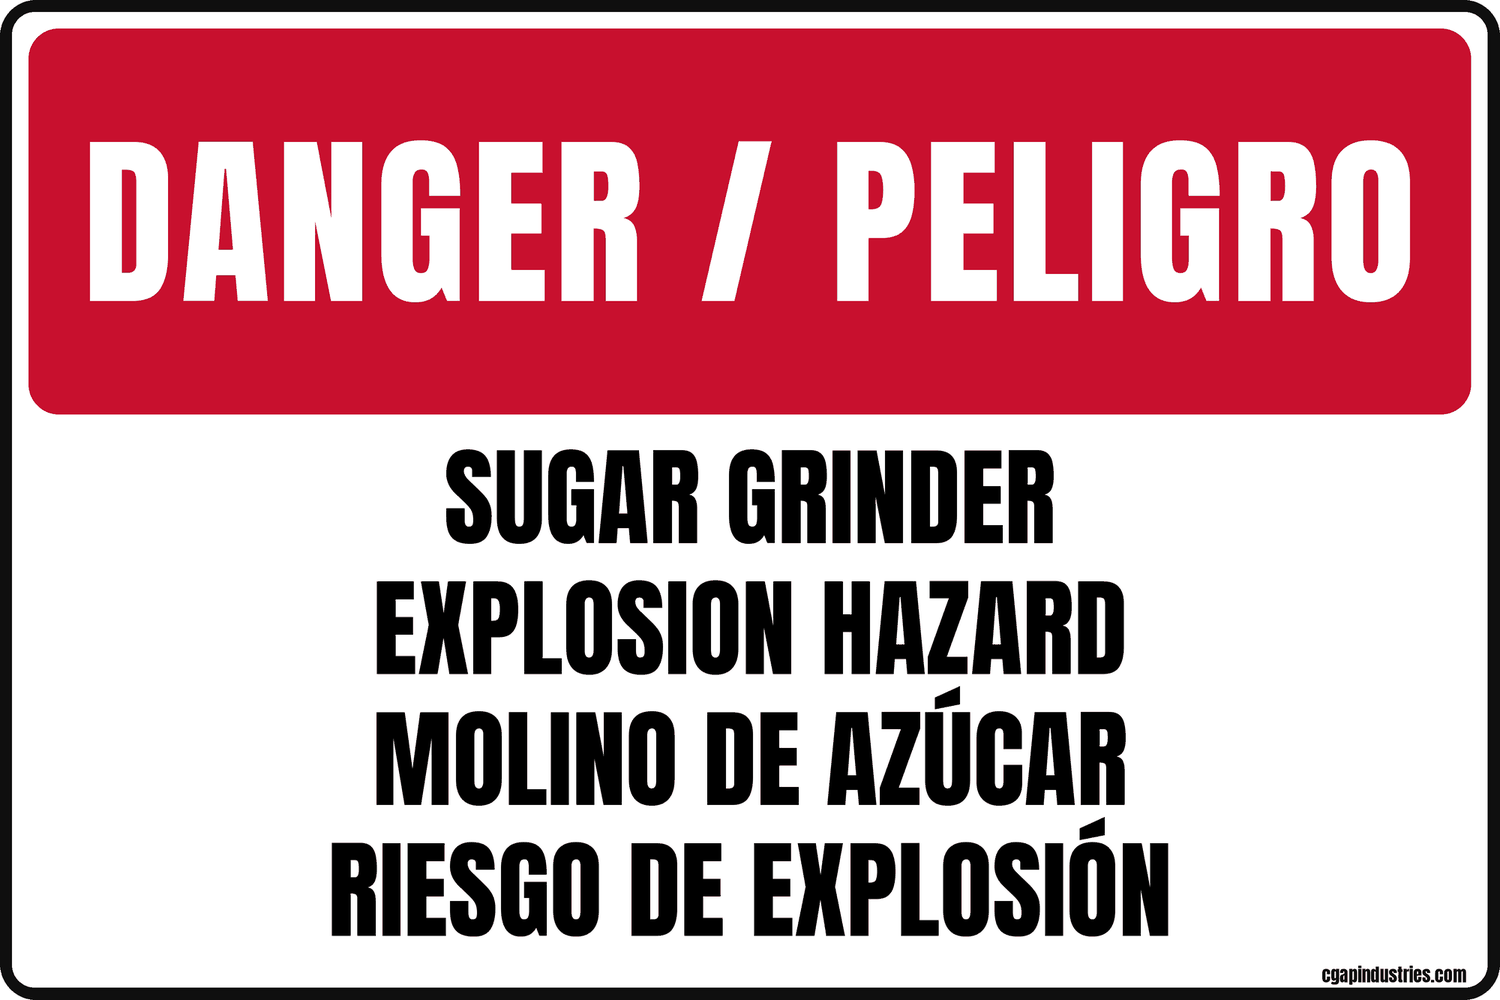 DANGER / PELIGRO
SUGAR GRINDER
EXPLOSION HAZARD
MOLINO DE AZÚCAR
RIESGO DE EXPLOSIÓN
cgapindustries.com